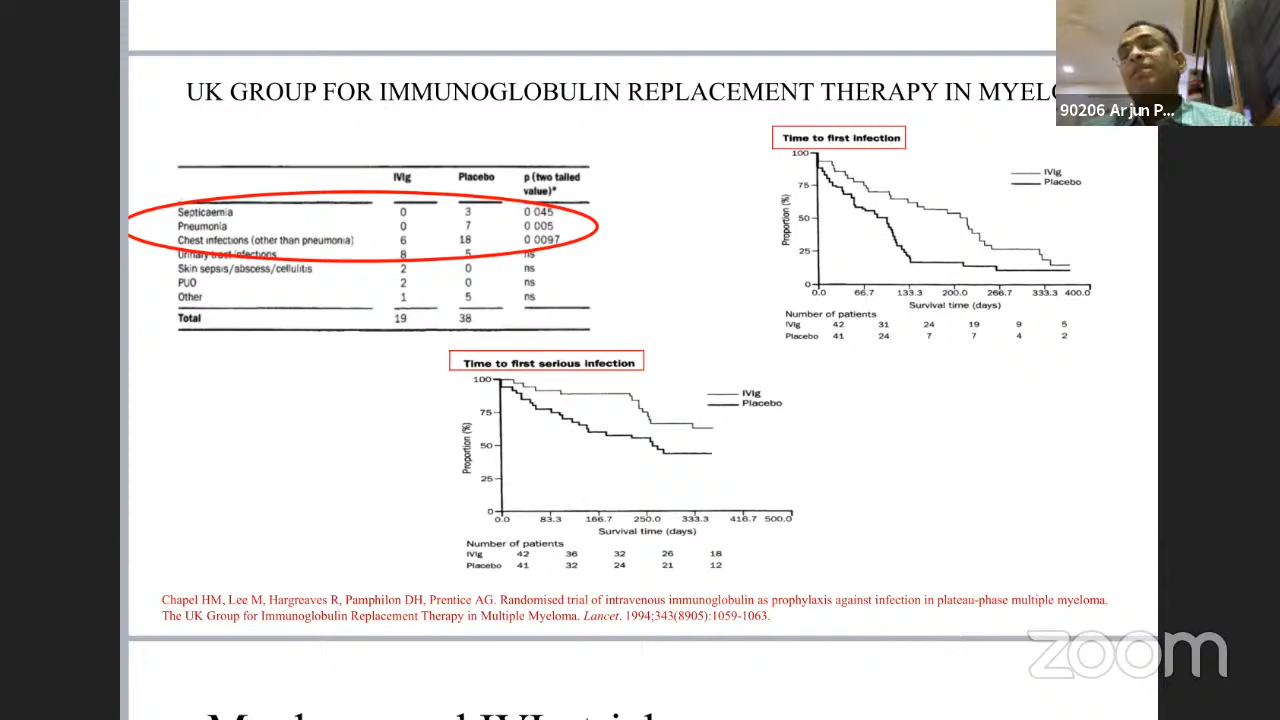 UK GROUP FOR IMMUNOGLOBULIN REPLACEMENT THERAPY IN MYELO
90206 Arjun P...
IVIg Placebo p (two tailed
value)*
Septicaemia 0 3 0 045
Pneumonia 0 7 0 005
Chest infections (other than pneumonia) 6 18 0 0097
Urinary tract infections 8 5 ns
Skin sepsis/abscess/cellulitis 2 0 ns
PUO 2 0 ns
Other 1 5 ns
Total 19 38
Time to first infection
IVIg
Placebo
100
75
50
25
0
Proportion (%)
0.0 66.7 133.3 200.0 266.7 333.3 400.0
Survival time (days)
Number of patients
IVIg 42 31 24 19 9 5
Placebo 41 24 7 7 4 2
Time to first serious infection
IVIg
Placebo
100
75
50
25
0
Proportion (%)
0.0 83.3 166.7 250.0 333.3 416.7 500.0
Survival time (days)
Number of patients
IVIg 42 36 32 26 18
Placebo 41 32 24 21 12
Chapel HM, Lee M, Hargreaves R, Pamphilon DH, Prentice AG. Randomised trial of intravenous immunoglobulin as prophylaxis against infection in plateau-phase multiple myeloma.
The UK Group for Immunoglobulin Replacement Therapy in Multiple Myeloma. Lancet. 1994;343(8905):1059-1063.
zoom